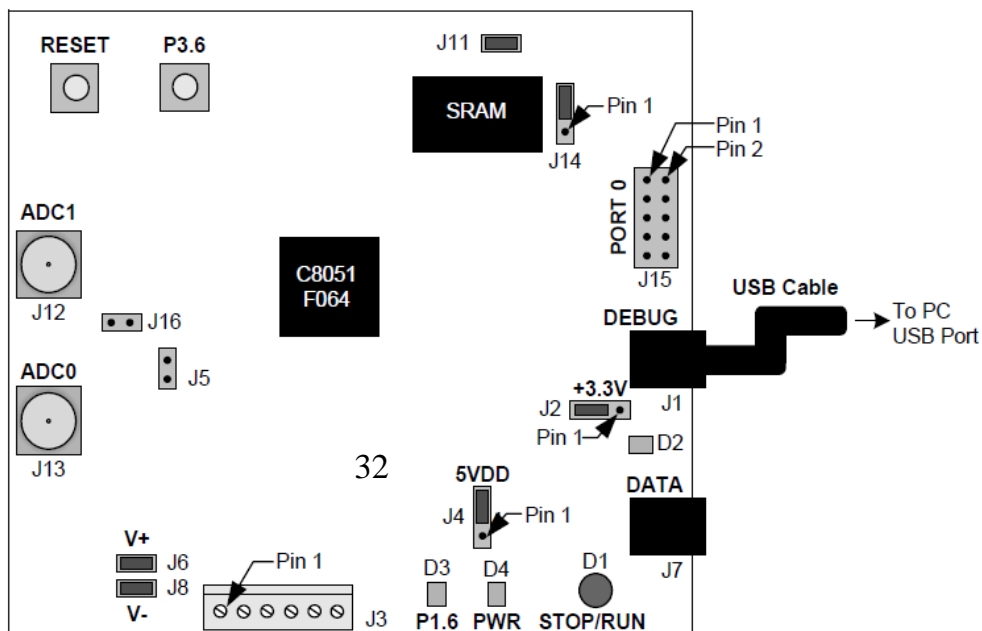 RESET
P3.6
J11
SRAM
Pin 1
J14
Pin 1
Pin 2
PORT 0
J15
ADC1
J12
C8051
F064
J16
USB Cable
To PC
USB Port
DEBUG
J1
ADC0
J13
J5
+3.3V
J2
Pin 1
D2
32
5VDD
J4
Pin 1
DATA
J7
V+
J6
J8
V-
Pin 1
J3
D3
P1.6
D4
PWR
D1
STOP/RUN